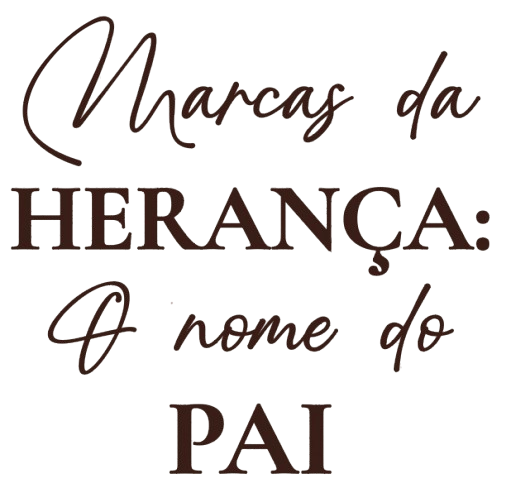 Marcas da
HERANÇA:
O nome do
PAI